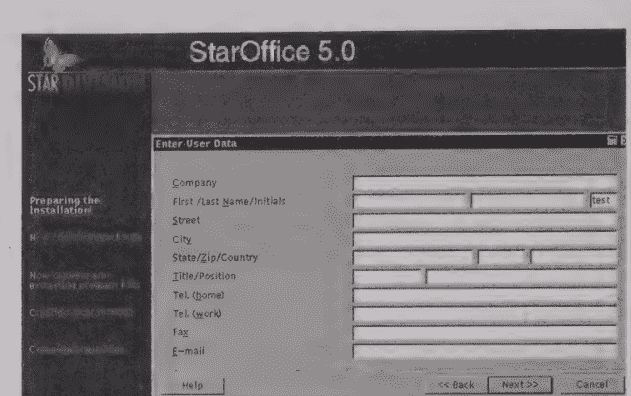 StarOffice 5.0
STAR
Enter User Data
Company
First /Last Name/Initials
test
Street
City
State/Zip/Country
Title/Position
Tel. (home)
Tel. (work)
Fax
E-mail
Preparing the
Installation
Help
<< Back
Next >>
Cancel